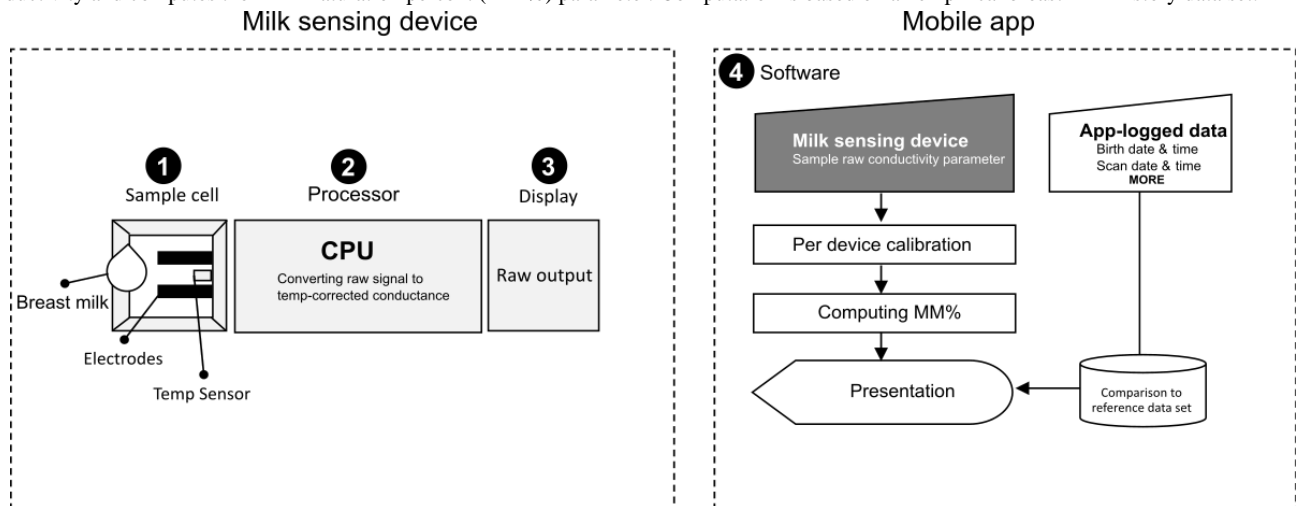 Milk sensing device
Mobile app
1
Sample cell
2
Processor
3
Display
Breast milk
Electrodes
Temp Sensor
CPU
Converting raw signal to
temp-corrected conductance
Raw output
4 Software
Milk sensing device
Sample raw conductivity parameter
App-logged data
Birth date & time
Scan date & time
MORE
Per device calibration
Computing MM%
Presentation
Comparison to
reference data set